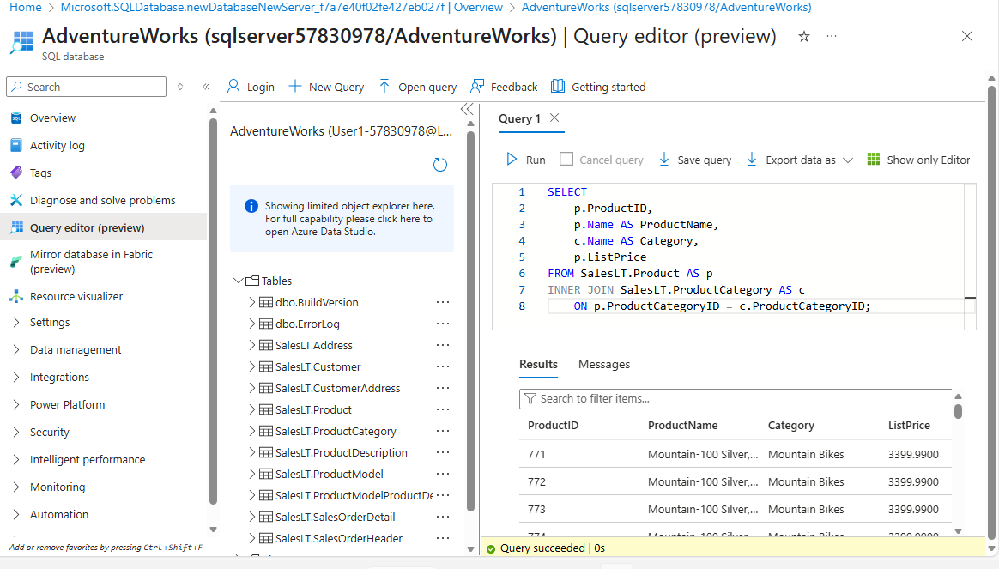 Home > Microsoft.SQLDatabase.newDatabaseNewServer_f7a7e40f02fe427eb027f | Overview > AdventureWorks (sqlserver57830978/AdventureWorks)
AdventureWorks (sqlserver57830978/AdventureWorks) | Query editor (preview)
SQL database
Search
Overview
Activity log
Tags
Diagnose and solve problems
Query editor (preview)
Mirror database in Fabric
(preview)
Resource visualizer
Settings
Data management
Integrations
Power Platform
Security
Intelligent performance
Monitoring
Automation
Add or remove favorites by pressing Ctrl+Shift+F
Login
New Query
Open query
Feedback
Getting started
AdventureWorks (User1-57830978@L...
Showing limited object explorer here.
For full capability please click here to
open Azure Data Studio.
Tables
dbo.BuildVersion
dbo.ErrorLog
SalesLT.Address
SalesLT.Customer
SalesLT.CustomerAddress
SalesLT.Product
SalesLT.ProductCategory
SalesLT.ProductDescription
SalesLT.ProductModel
SalesLT.ProductModelProductDe
SalesLT.SalesOrderDetail
SalesLT.SalesOrderHeader
Query 1
Run
Cancel query
Save query
Export data as
Show only Editor
1 SELECT
2 p.ProductID,
3 p.Name AS ProductName,
4 c.Name AS Category,
5 p.ListPrice
6 FROM SalesLT.Product AS p
7 INNER JOIN SalesLT.ProductCategory AS c
8 ON p.ProductCategoryID = c.ProductCategoryID;
Results Messages
Search to filter items...
ProductID ProductName Category ListPrice
771 Mountain-100 Silver,... Mountain Bikes 3399.9900
772 Mountain-100 Silver,... Mountain Bikes 3399.9900
773 Mountain-100 Silver,... Mountain Bikes 3399.9900
774 Mountain-100 Silver,... Mountain Bikes 3399.9900
Query succeeded | 0s